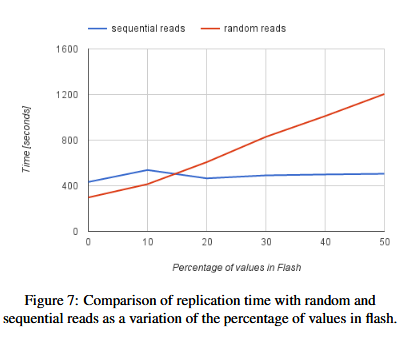 sequential reads random reads
1600
1200
800
400
0
Time [seconds]
0 10 20 30 40 50
Percentage of values in Flash
Figure 7: Comparison of replication time with random and
sequential reads as a variation of the percentage of values in flash.